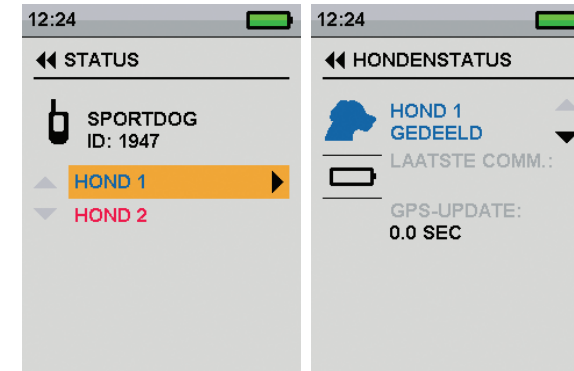 12:24
STATUS
SPORTDOG
ID: 1947
HOND 1
HOND 2
12:24
HONDENSTATUS
HOND 1
GEDEELD
LAATSTE COMM.:
GPS-UPDATE:
0.0 SEC